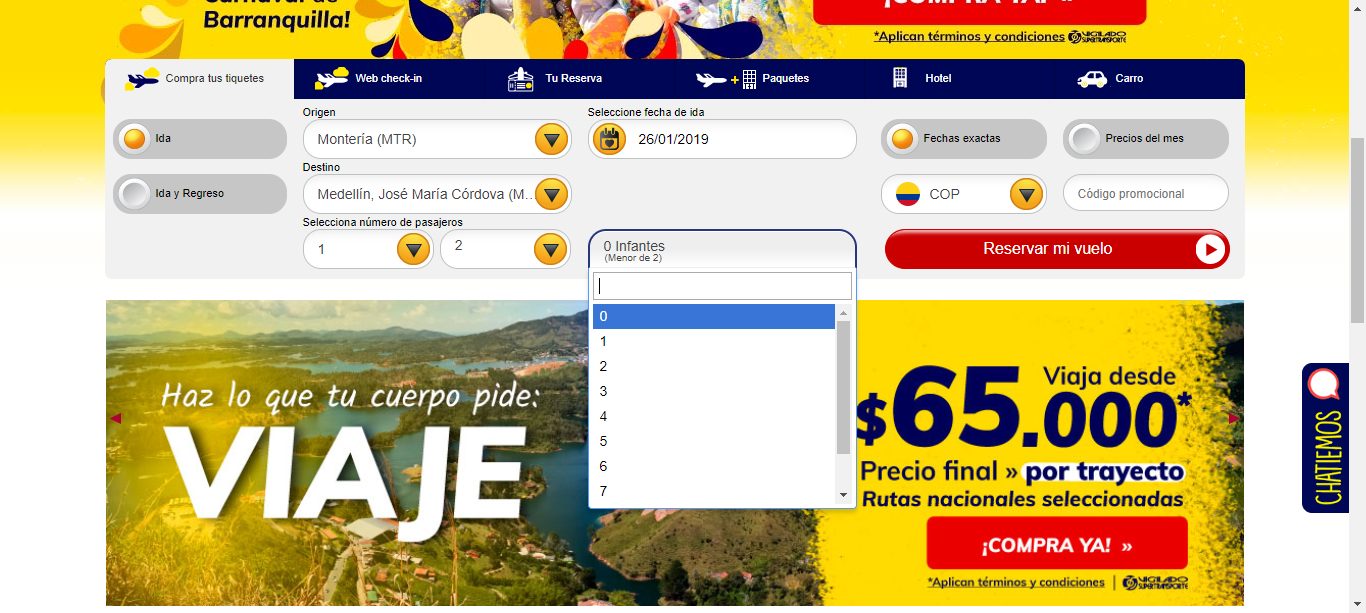 Barranquilla!
¡COMPRA YA! »
*Aplican términos y condiciones
VIGILADO SUPERTRANSPORTE
Compra tus tiquetes
Web check-in
Tu Reserva
Paquetes
Hotel
Carro
Origen
Seleccione fecha de ida
Ida
Montería (MTR)
26/01/2019
Fechas exactas
Precios del mes
Destino
Ida y Regreso
Medellín, José María Córdova (M...
COP
Código promocional
Selecciona número de pasajeros
1
2
0 Infantes
(Menor de 2)
Reservar mi vuelo
0
1
2
3
4
5
6
7
Haz lo que tu cuerpo pide:
VIAJE
Viaja desde
$65.000*
Precio final » por trayecto
Rutas nacionales seleccionadas
¡COMPRA YA! »
*Aplican términos y condiciones
VIGILADO SUPERTRANSPORTE
CHATIEMOS